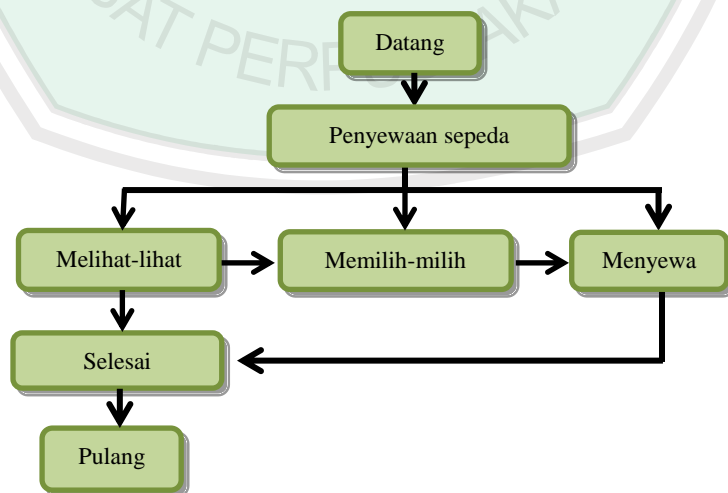 Datang
Penyewaan sepeda
Melihat-lihat
Memilih-milih
Menyewa
Selesai
Pulang